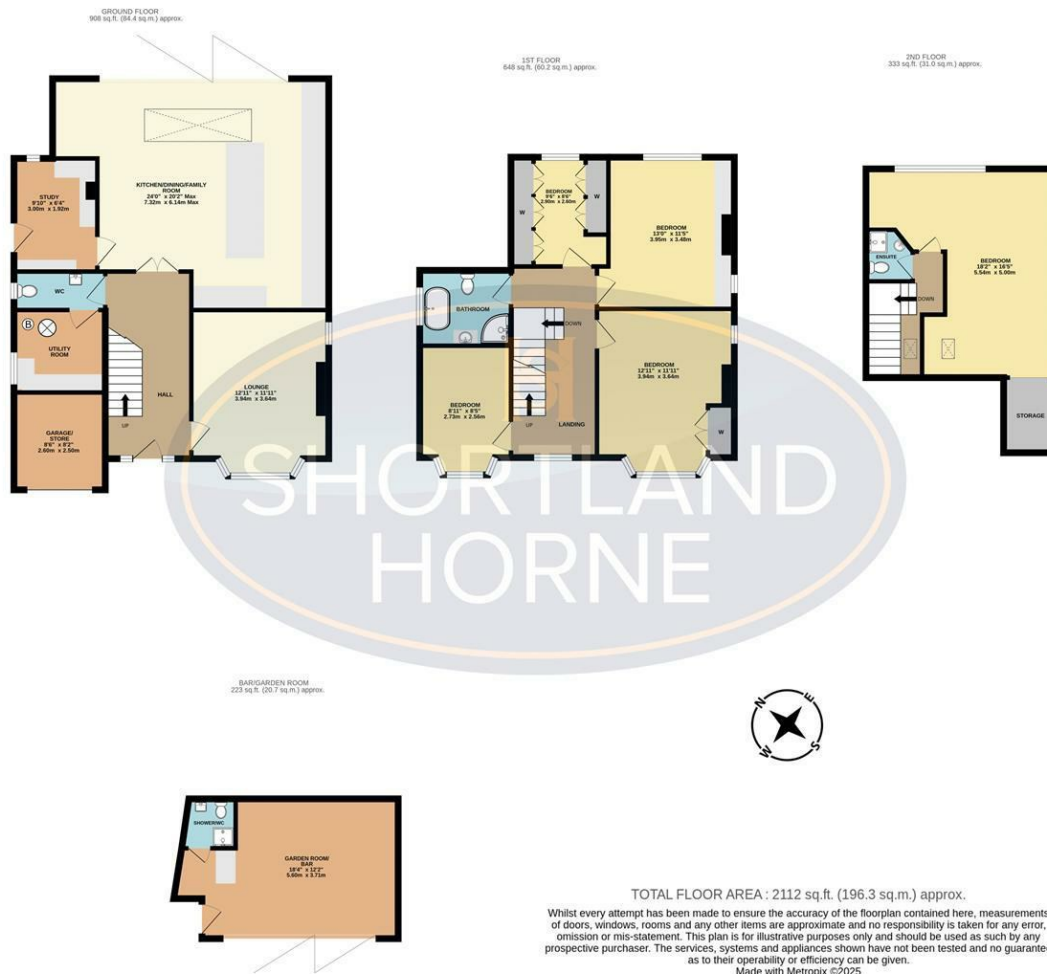 GROUND FLOOR
908 sq.ft. (84.4 sq.m.) approx.
KITCHEN/DINING/FAMILY
ROOM
24'0" x 20'2" Max
7.32m x 6.14m Max
STUDY
9'10" x 6'4"
3.00m x 1.92m
WC
B
UTILITY
ROOM
UP
HALL
LOUNGE
12'11" x 11'11"
3.94m x 3.64m
GARAGE/
STORE
8'6" x 8'2"
2.60m x 2.50m
1ST FLOOR
648 sq.ft. (60.2 sq.m.) approx.
W
BEDROOM
9'6" x 8'6"
2.90m x 2.60m
W
BEDROOM
13'0" x 11'5"
3.95m x 3.48m
BATHROOM
DOWN
BEDROOM
12'11" x 11'11"
3.94m x 3.64m
BEDROOM
8'11" x 8'5"
2.73m x 2.56m
UP
LANDING
W
2ND FLOOR
333 sq.ft. (31.0 sq.m.) approx.
ENSUITE
BEDROOM
18'2" x 16'5"
5.54m x 5.00m
DOWN
STORAGE
SHORTLAND
HORNE
BAR/GARDEN ROOM
223 sq.ft. (20.7 sq.m.) approx.
SHOWER/WC
GARDEN ROOM/
BAR
18'4" x 12'2"
5.60m x 3.71m
N
E
S
W
TOTAL FLOOR AREA : 2112 sq.ft. (196.3 sq.m.) approx.
Whilst every attempt has been made to ensure the accuracy of the floorplan contained here, measurements
of doors, windows, rooms and any other items are approximate and no responsibility is taken for any error,
omission or mis-statement. This plan is for illustrative purposes only and should be used as such by any
prospective purchaser. The services, systems and appliances shown have not been tested and no guarantee
as to their operability or efficiency can be given.
Made with Metropix ©2025